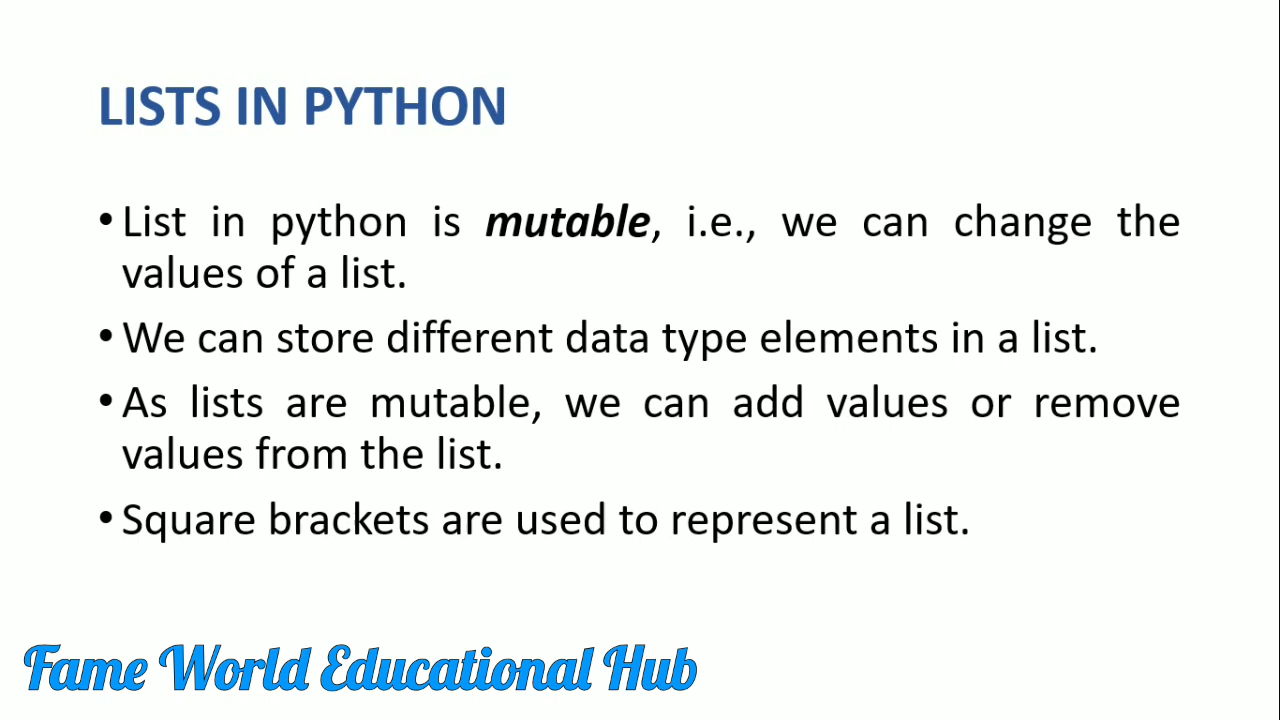 LISTS IN PYTHON
• List in python is mutable, i.e., we can change the
values of a list.
• We can store different data type elements in a list.
• As lists are mutable, we can add values or remove
values from the list.
• Square brackets are used to represent a list.
Fame World Educational Hub